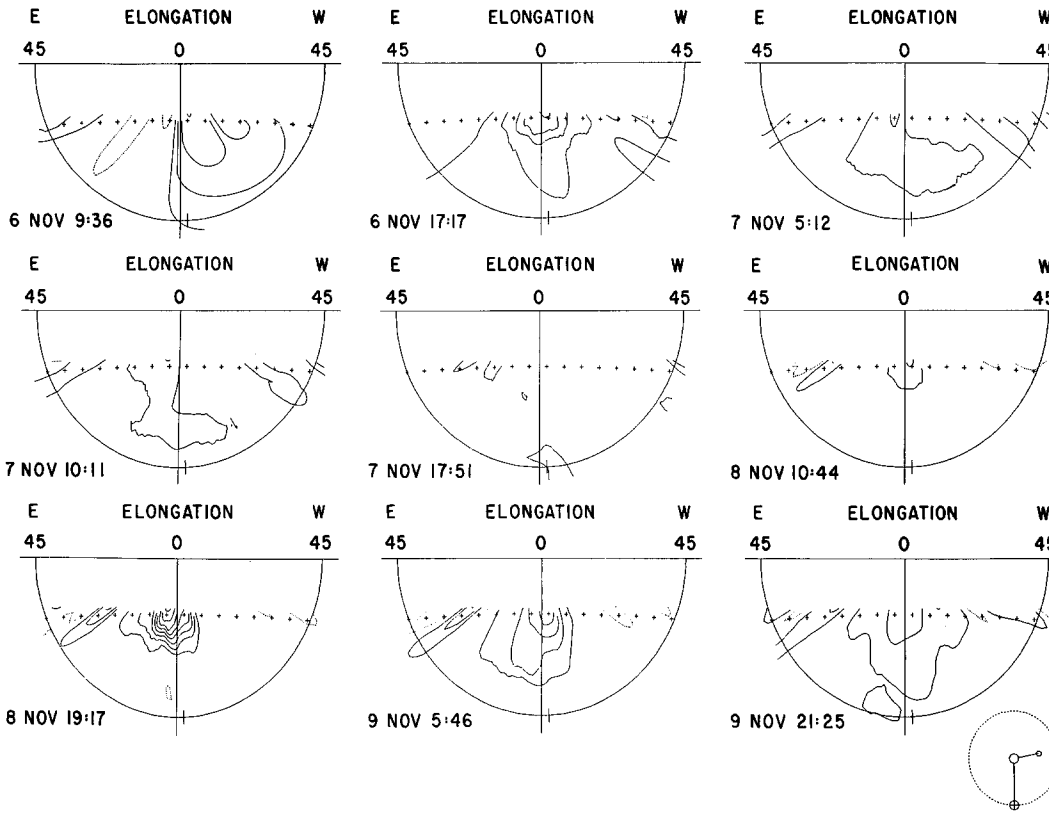 E ELONGATION W
45 0 45
6 NOV 9:36
E ELONGATION W
45 0 45
6 NOV 17:17
E ELONGATION W
45 0 45
7 NOV 5:12
E ELONGATION W
45 0 45
7 NOV 10:11
E ELONGATION W
45 0 45
7 NOV 17:51
E ELONGATION W
45 0 45
8 NOV 10:44
E ELONGATION W
45 0 45
8 NOV 19:17
E ELONGATION W
45 0 45
9 NOV 5:46
E ELONGATION W
45 0 45
9 NOV 21:25